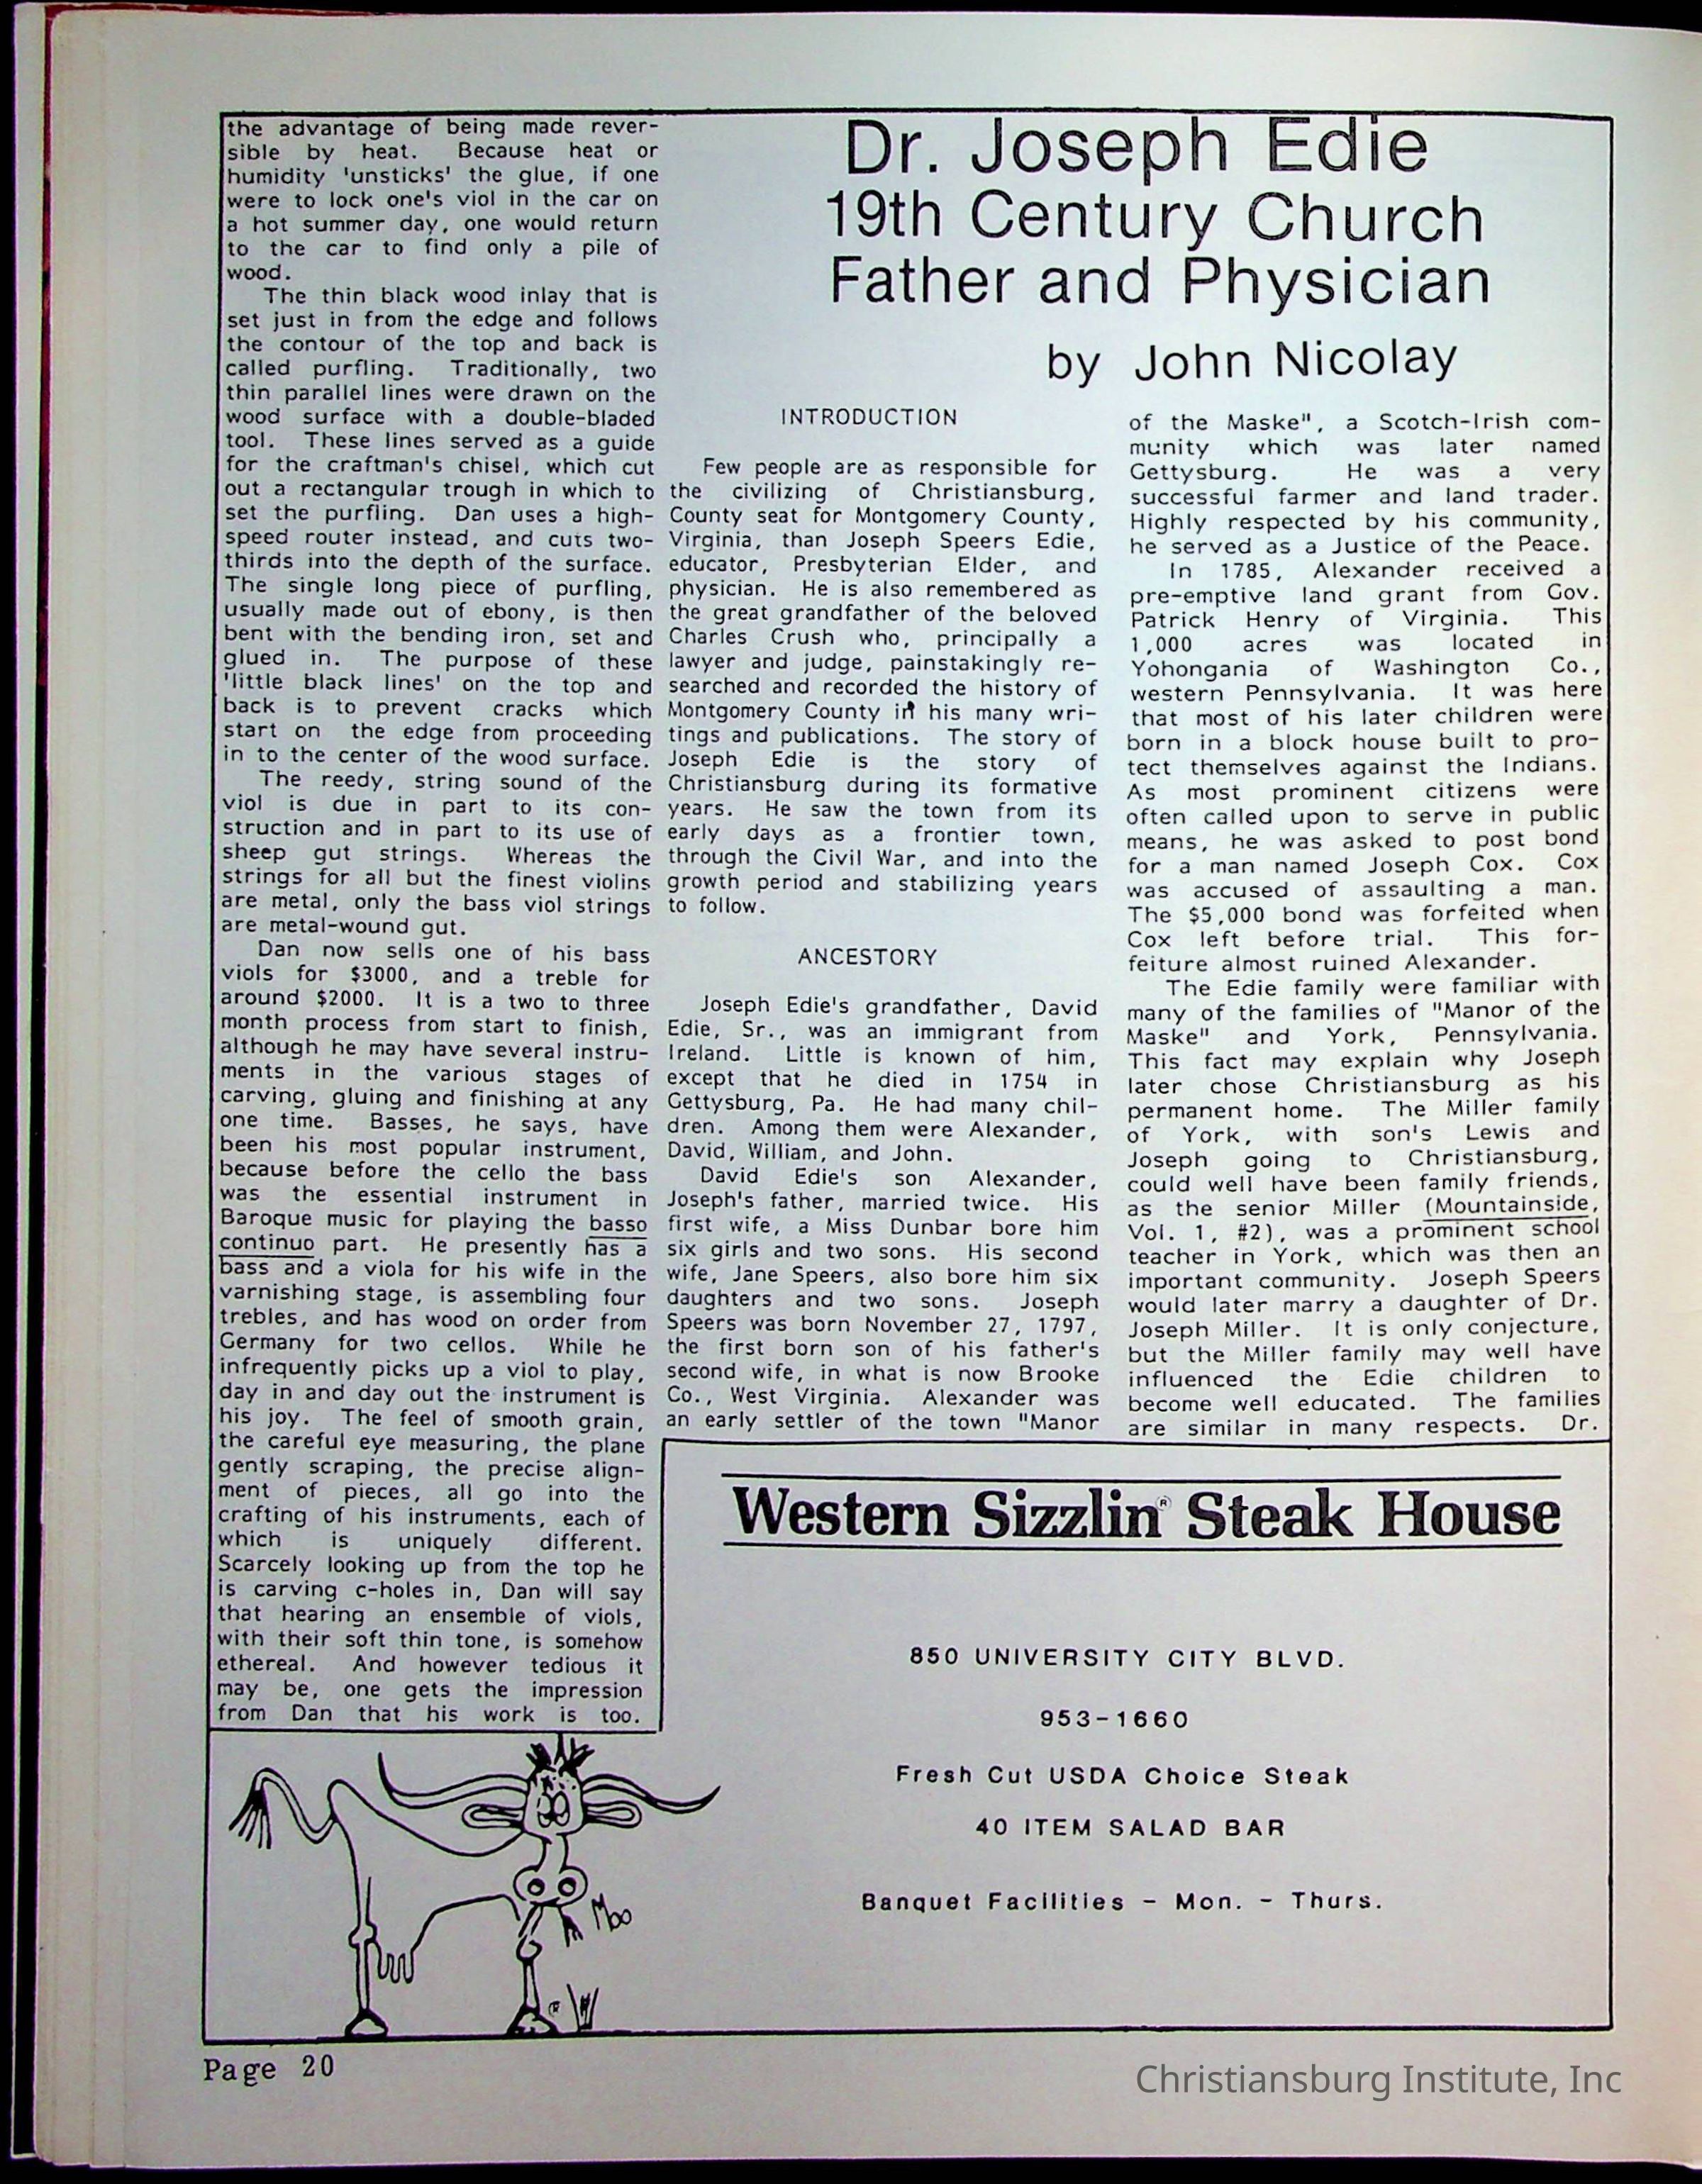 the advantage of being made rever-
sible by heat. Because heat or
humidity 'unsticks' the glue, if one
were to lock one's viol in the car on
a hot summer day, one would return
to the car to find only a pile of
wood.
The thin black wood inlay that is
set just in from the edge and follows
the contour of the top and back is
called purfling. Traditionally, two
thin parallel lines were drawn on the
wood surface with a double-bladed
tool. These lines served as a guide
for the craftman's chisel, which cut
out a rectangular trough in which to
set the purfling. Dan uses a high-
speed router instead, and cuts two-
thirds into the depth of the surface.
The single long piece of purfling,
usually made out of ebony, is then
bent with the bending iron, set and
glued in. The purpose of these
'little black lines' on the top and
back is to prevent cracks which
start on the edge from proceeding
in to the center of the wood surface.
The reedy, string sound of the
viol is due in part to its con-
struction and in part to its use of
sheep gut strings. Whereas the
strings for all but the finest violins
are metal, only the bass viol strings
are metal-wound gut.
Dan now sells one of his bass
viols for $3000, and a treble for
around $2000. It is a two to three
month process from start to finish,
although he may have several instru-
ments in the various stages of
carving, gluing and finishing at any
one time. Basses, he says, have
been his most popular instrument,
because before the cello the bass
was the essential instrument in
Baroque music for playing the basso
continuo part. He presently has a
bass and a viola for his wife in the
varnishing stage, is assembling four
trebles, and has wood on order from
Germany for two cellos. While he
infrequently picks up a viol to play,
day in and day out the instrument is
his joy. The feel of smooth grain,
the careful eye measuring, the plane
gently scraping, the precise align-
ment of pieces, all go into the
crafting of his instruments, each of
which is uniquely different.
Scarcely looking up from the top he
is carving c-holes in, Dan will say
that hearing an ensemble of viols,
with their soft thin tone, is somehow
ethereal. And however tedious it
may be, one gets the impression
from Dan that his work is too.
Dr. Joseph Edie
19th Century Church
Father and Physician
by John Nicolay
INTRODUCTION
Few people are as responsible for
the civilizing of Christiansburg,
County seat for Montgomery County,
Virginia, than Joseph Speers Edie,
educator, Presbyterian Elder, and
physician. He is also remembered as
the great grandfather of the beloved
Charles Crush who, principally a
lawyer and judge, painstakingly re-
searched and recorded the history of
Montgomery County in his many wri-
tings and publications. The story of
Joseph Edie is the story of
Christiansburg during its formative
years. He saw the town from its
early days as a frontier town,
through the Civil War, and into the
growth period and stabilizing years
to follow.
ANCESTORY
Joseph Edie's grandfather, David
Edie, Sr., was an immigrant from
Ireland. Little is known of him,
except that he died in 1754 in
Gettysburg, Pa. He had many chil-
dren. Among them were Alexander,
David, William, and John.
David Edie's son Alexander,
Joseph's father, married twice. His
first wife, a Miss Dunbar bore him
six girls and two sons. His second
wife, Jane Speers, also bore him six
daughters and two sons. Joseph
Speers was born November 27, 1797,
the first born son of his father's
second wife, in what is now Brooke
Co., West Virginia. Alexander was
an early settler of the town "Manor
of the Maske", a Scotch-Irish com-
munity which was later named
Gettysburg. He was a very
successful farmer and land trader.
Highly respected by his community,
he served as a Justice of the Peace.
In 1785, Alexander received a
pre-emptive land grant from Gov.
Patrick Henry of Virginia. This
1,000 acres was located in
Yohongania of Washington Co.,
western Pennsylvania. It was here
that most of his later children were
born in a block house built to pro-
tect themselves against the Indians.
As most prominent citizens were
often called upon to serve in public
means, he was asked to post bond
for a man named Joseph Cox. Cox
was accused of assaulting a man.
The $5,000 bond was forfeited when
Cox left before trial. This for-
feiture almost ruined Alexander.
The Edie family were familiar with
many of the families of "Manor of the
Maske" and York, Pennsylvania.
This fact may explain why Joseph
later chose Christiansburg as his
permanent home. The Miller family
of York, with son's Lewis and
Joseph going to Christiansburg,
could well have been family friends,
as the senior Miller (Mountainside,
Vol. 1, #2), was a prominent school
teacher in York, which was then an
important community. Joseph Speers
would later marry a daughter of Dr.
Joseph Miller. It is only conjecture,
but the Miller family may well have
influenced the Edie children to
become well educated. The families
are similar in many respects. Dr.
Western Sizzlin® Steak House
850 UNIVERSITY CITY BLVD.
953-1660
Fresh Cut USDA Choice Steak
40 ITEM SALAD BAR
Banquet Facilities - Mon. - Thurs.
Moo
®
Page 20
Christiansburg Institute, Inc